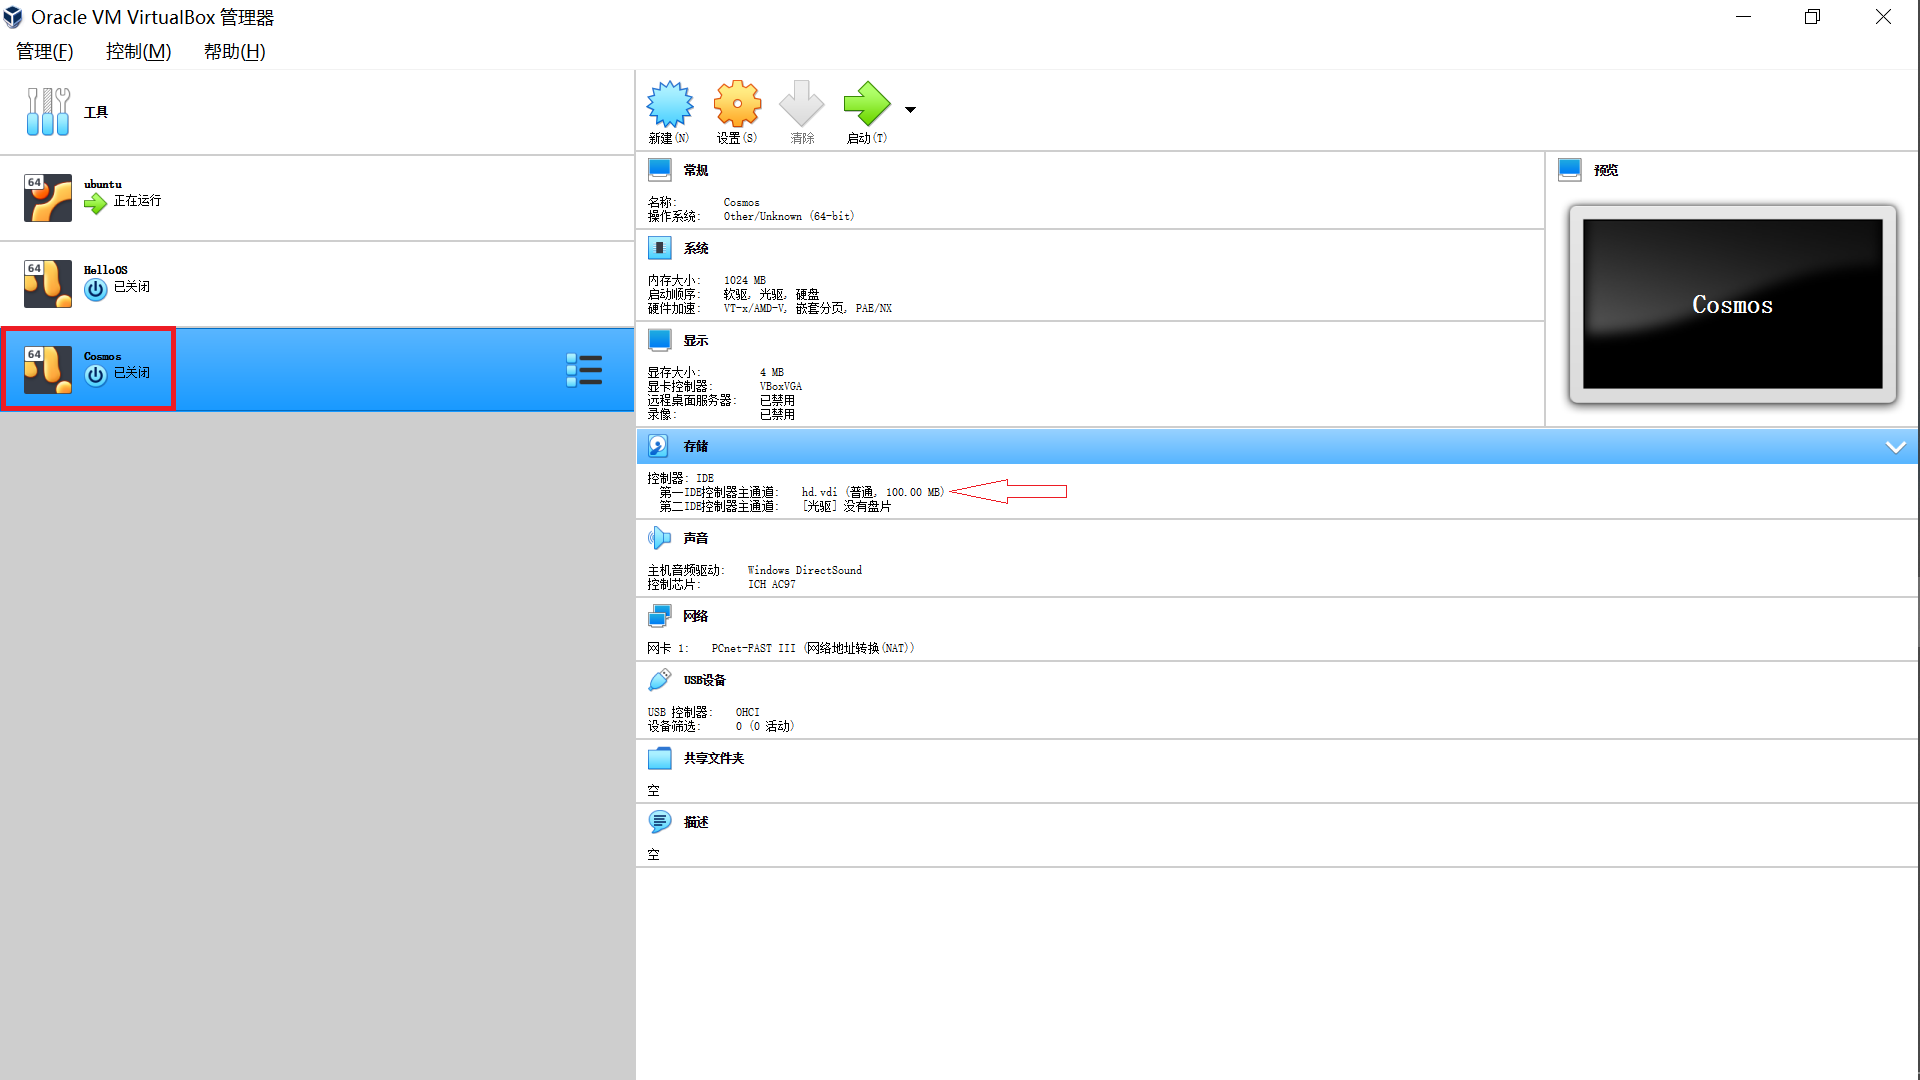 Oracle VM VirtualBox 管理器
管理(F) 控制(M) 帮助(H)
工具
64 ubuntu
正在运行
64 HelloOS
已关闭
64 Cosmos
已关闭
新建(N) 设置(S) 清除 启动(T)
常规
名称: Cosmos
操作系统: Other/Unknown (64-bit)
系统
内存大小: 1024 MB
启动顺序: 软驱, 光驱, 硬盘
硬件加速: VT-x/AMD-V, 嵌套分页, PAE/NX
显示
显存大小: 4 MB
显卡控制器: VBoxVGA
远程桌面服务器: 已禁用
录像: 已禁用
预览
Cosmos
存储
控制器: IDE
第一IDE控制器主通道: hd.vdi (普通, 100.00 MB)
第二IDE控制器主通道: [光驱] 没有盘片
声音
主机音频驱动: Windows DirectSound
控制芯片: ICH AC97
网络
网卡 1: PCnet-FAST III (网络地址转换(NAT))
USB设备
USB 控制器: OHCI
设备筛选: 0 (0 活动)
共享文件夹
空
描述
空